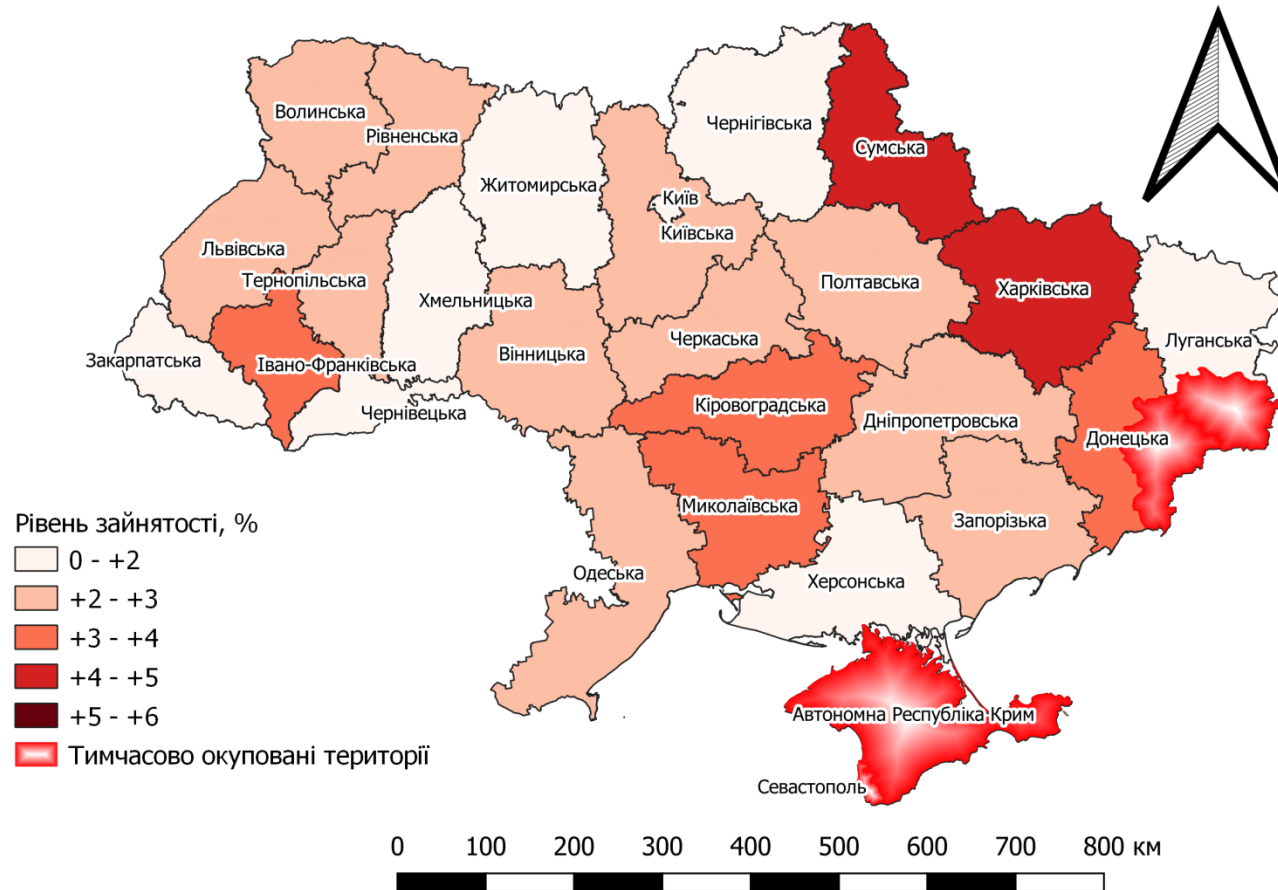 Волинська
Рівненська
Чернігівська
Сумська
Житомирська
Київ
Київська
Львівська
Тернопільська
Хмельницька
Полтавська
Харківська
Черкаська
Вінницька
Луганська
Закарпатська
Івано-Франківська
Чернівецька
Кіровоградська
Дніпропетровська
Донецька
Миколаївська
Запорізька
Одеська
Херсонська
Автономна Республіка Крим
Севастополь
Рівень зайнятості, %
0 - +2
+2 - +3
+3 - +4
+4 - +5
+5 - +6
Тимчасово окуповані території
0 100 200 300 400 500 600 700 800 км